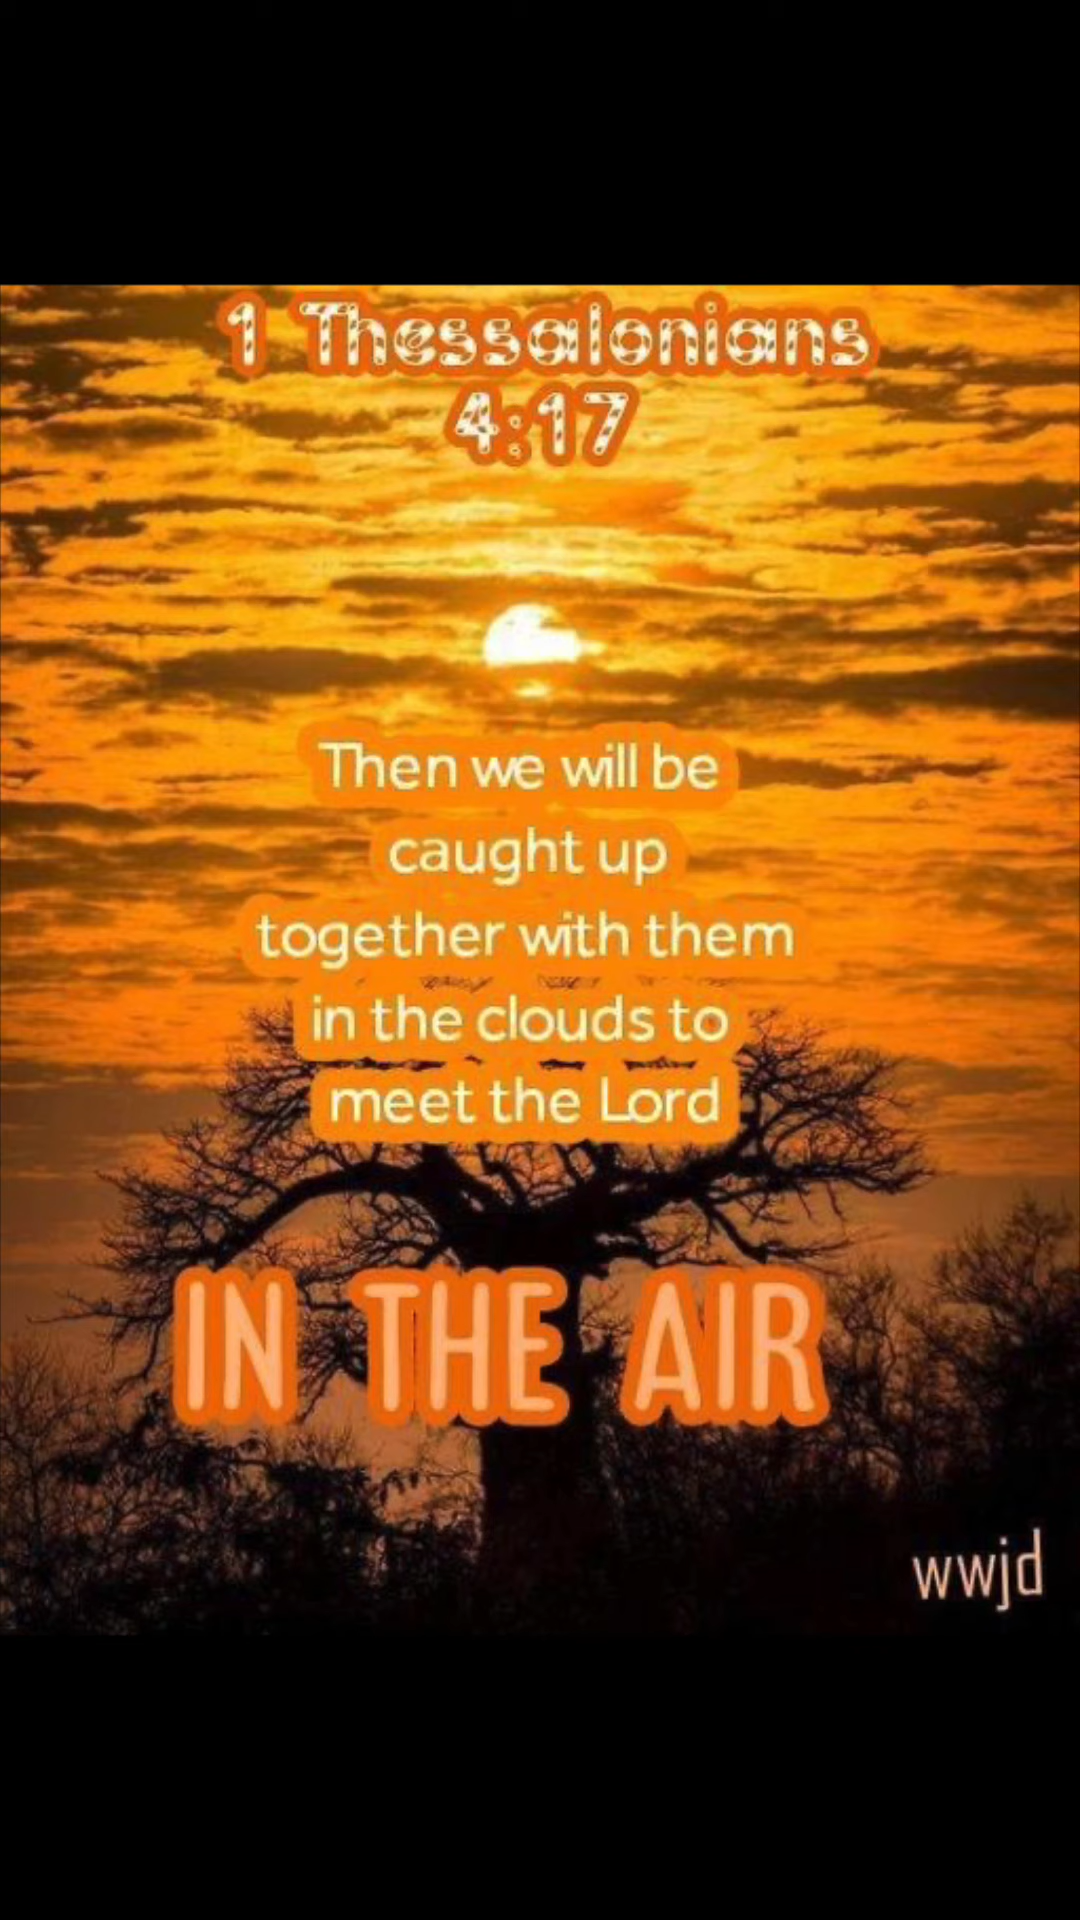 1 Thessalonians
4:17
Then we will be
caught up
together with them
in the clouds to
meet the Lord
IN THE AIR
wwjd